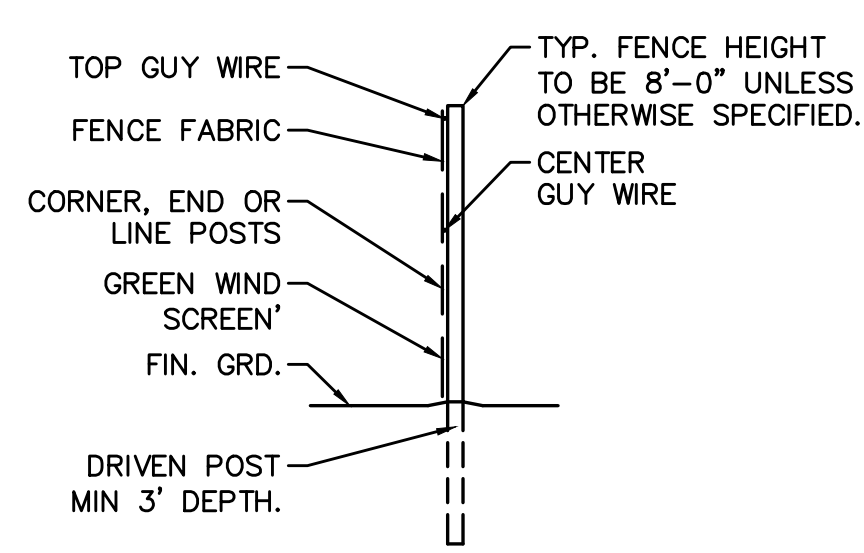 TOP GUY WIRE
FENCE FABRIC
CORNER, END OR
LINE POSTS
GREEN WIND
SCREEN'
FIN. GRD.
DRIVEN POST
MIN 3' DEPTH.
TYP. FENCE HEIGHT
TO BE 8'-0" UNLESS
OTHERWISE SPECIFIED.
CENTER
GUY WIRE